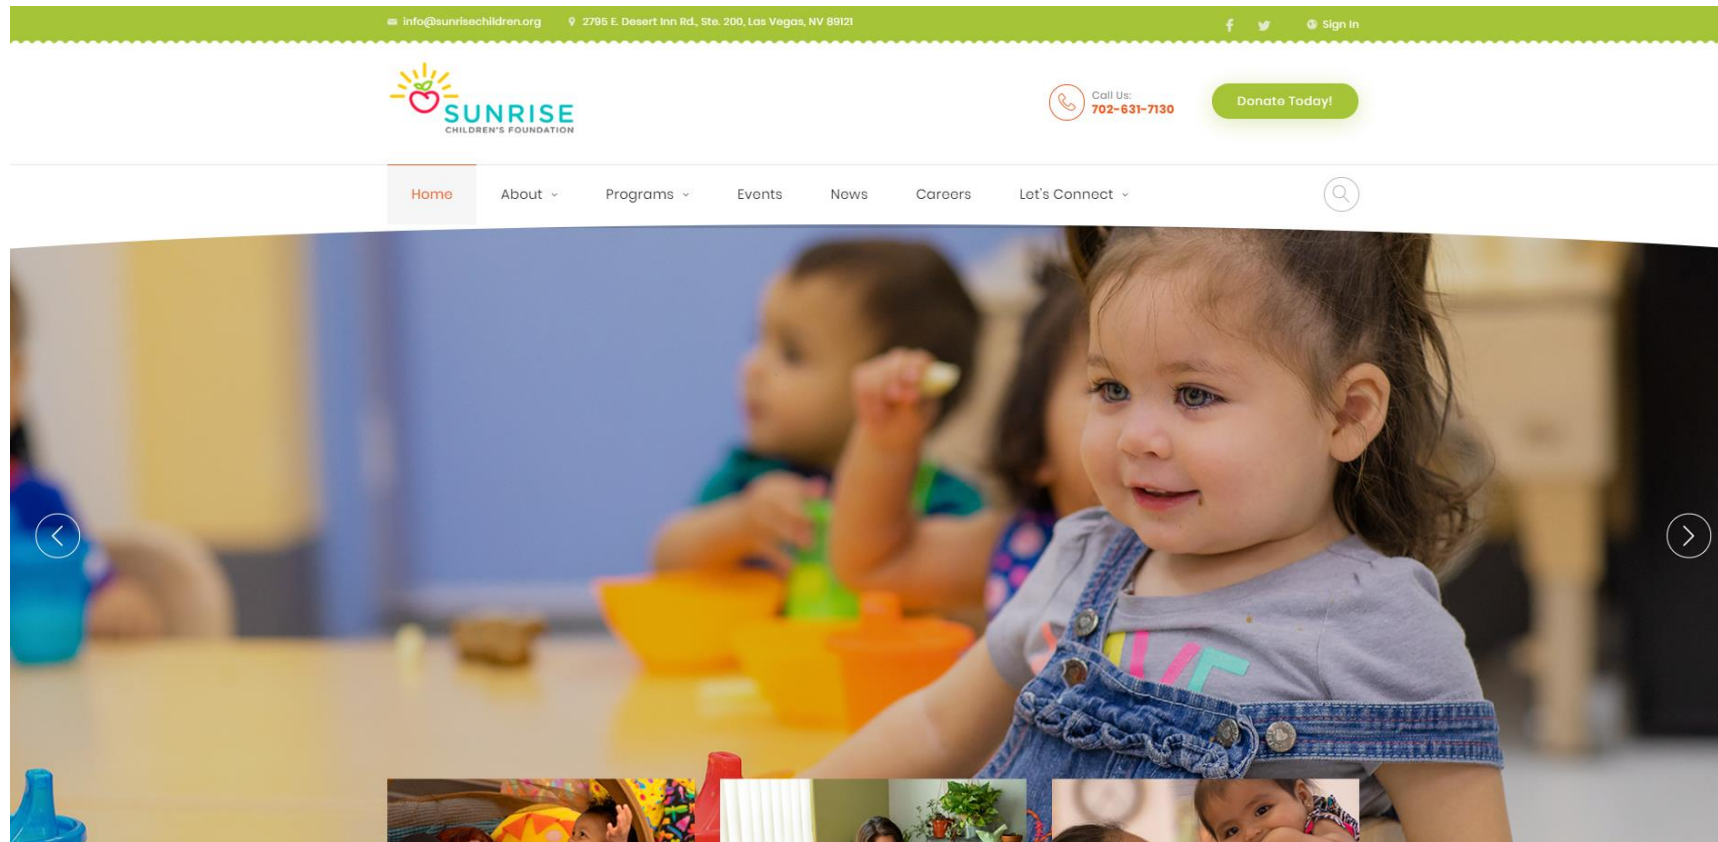 info@sunrisechildren.org
2795 E. Desert Inn Rd., Ste. 200, Las Vegas, NV 89121
Sign In
SUNRISE
CHILDREN'S FOUNDATION
Call Us:
702-631-7130
Donate Today!
Home
About
Programs
Events
News
Careers
Let's Connect